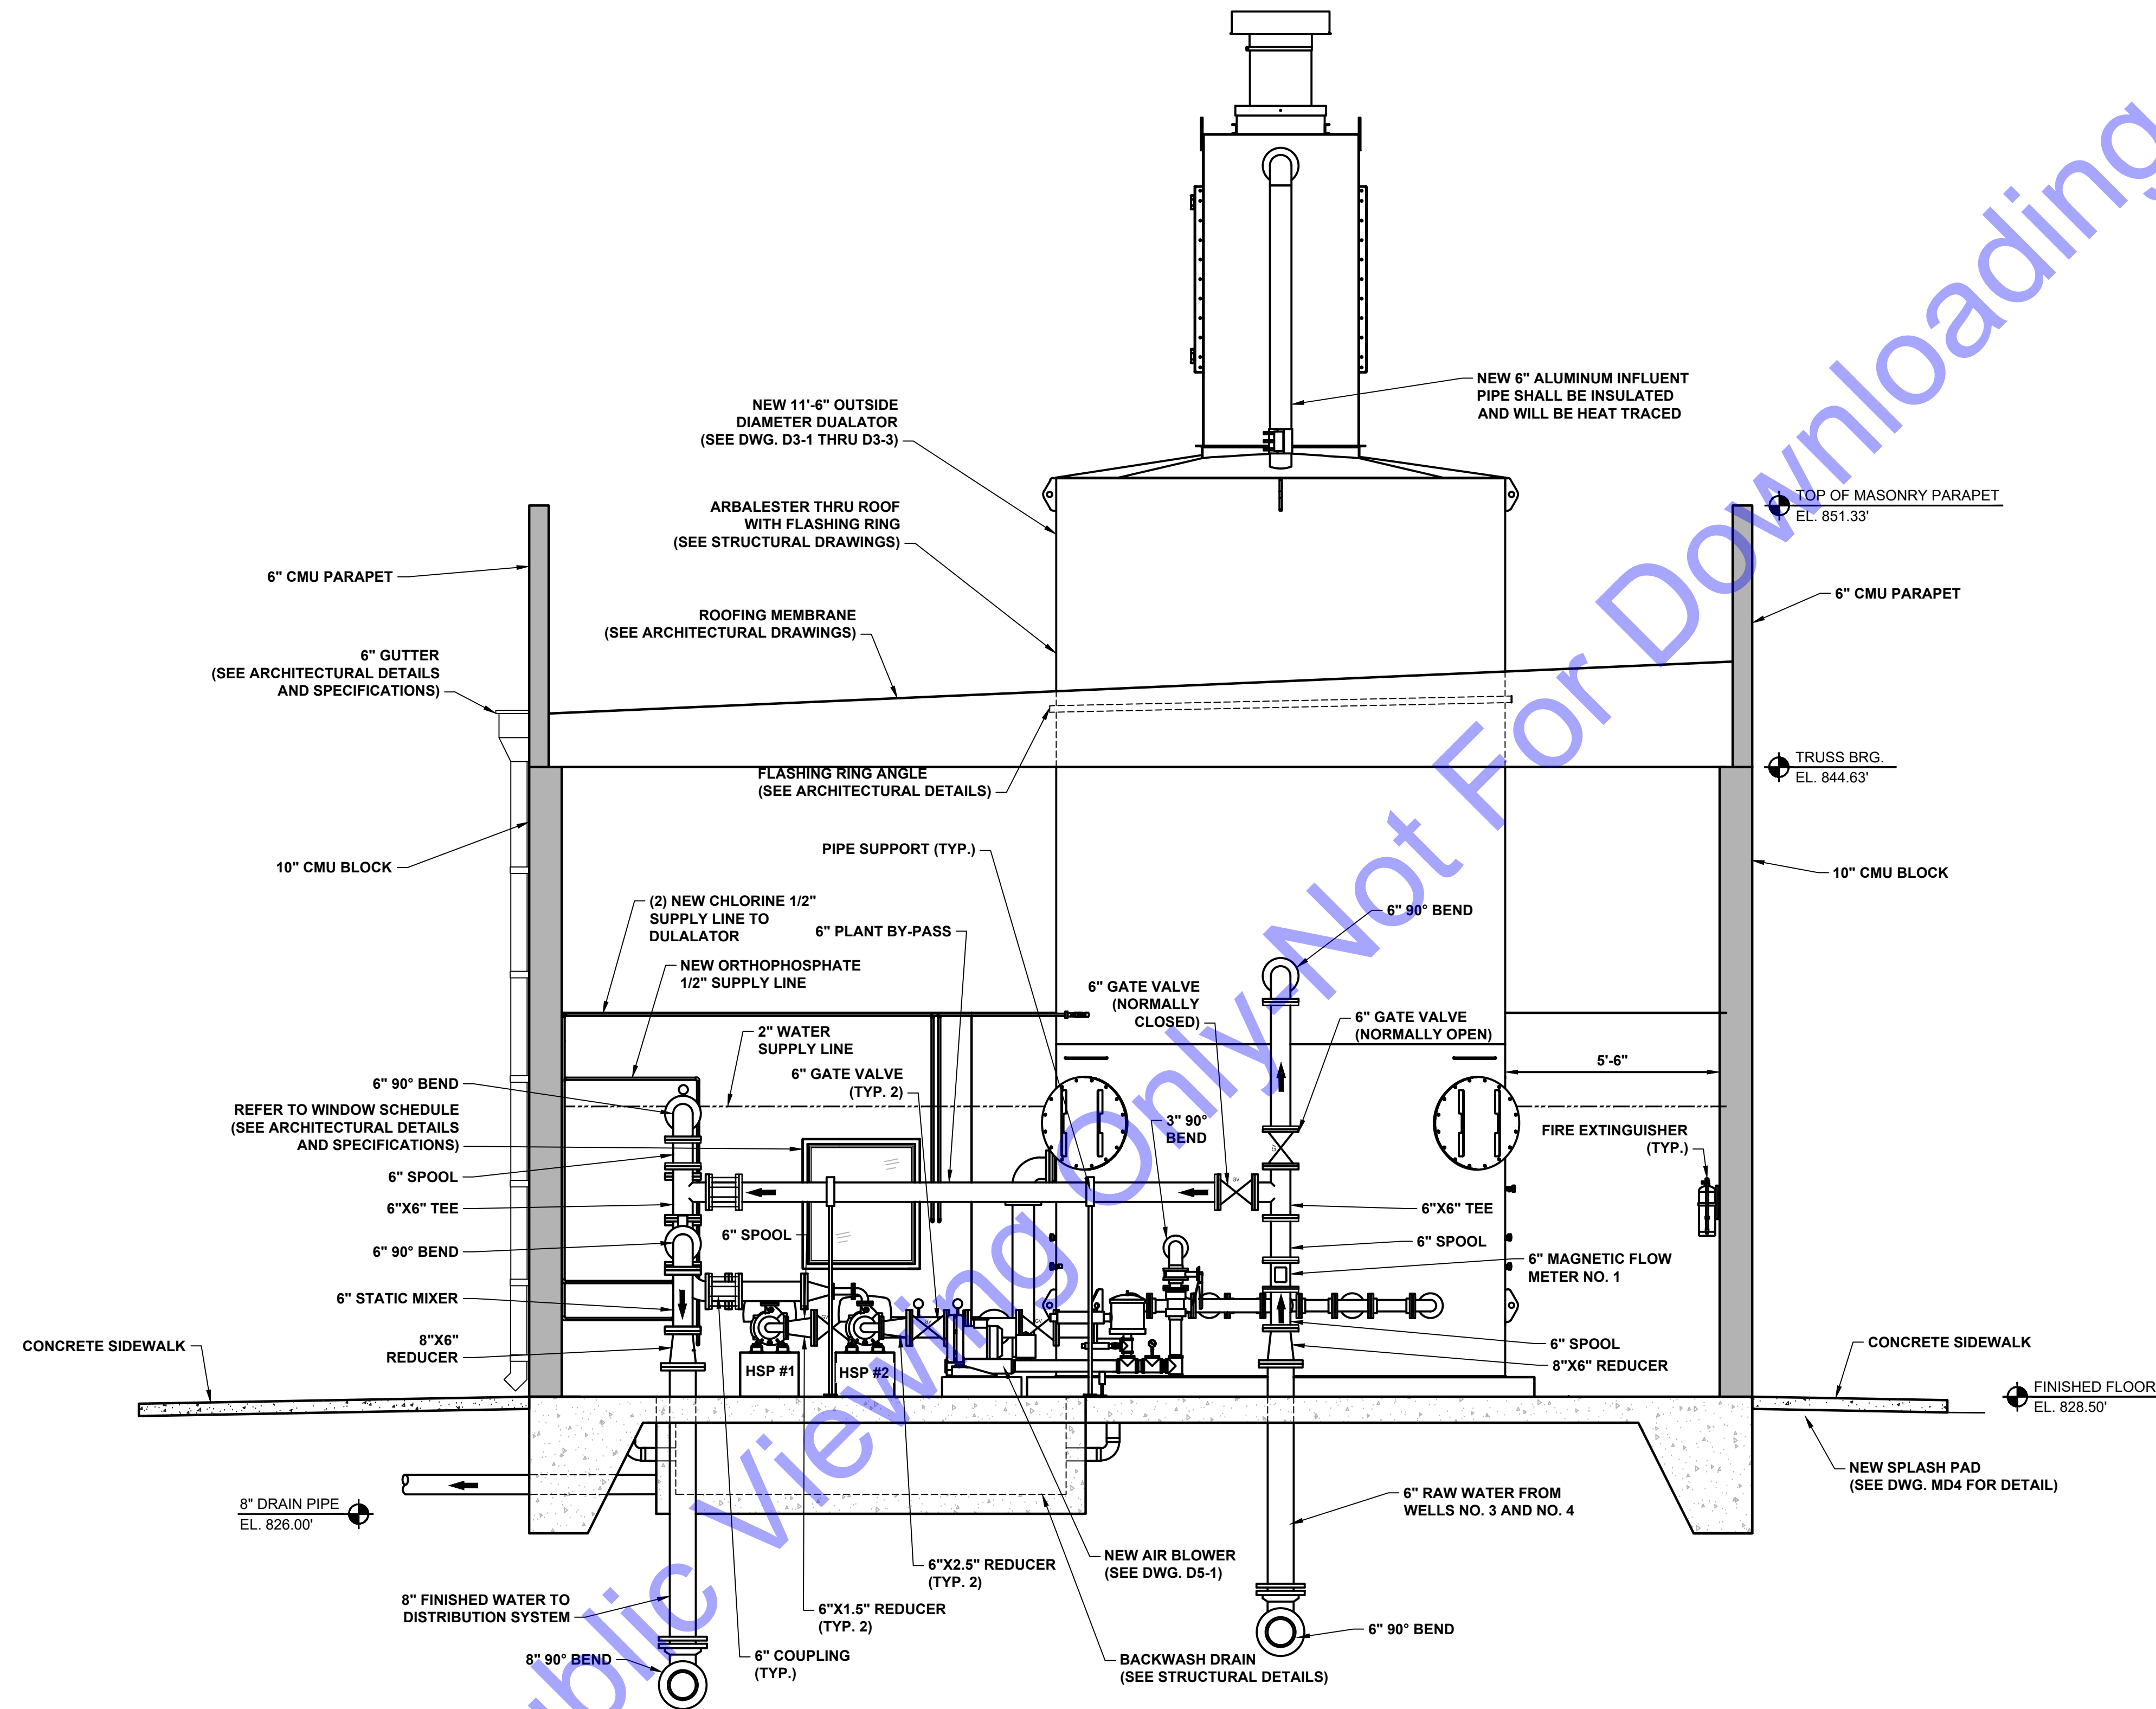 NEW 6" ALUMINUM INFLUENT
PIPE SHALL BE INSULATED
AND WILL BE HEAT TRACED
NEW 11'-6" OUTSIDE
DIAMETER DUALATOR
(SEE DWG. D3-1 THRU D3-3)
ARBALESTER THRU ROOF
WITH FLASHING RING
(SEE STRUCTURAL DRAWINGS)
TOP OF MASONRY PARAPET
EL. 851.33'
6" CMU PARAPET
6" CMU PARAPET
ROOFING MEMBRANE
(SEE ARCHITECTURAL DRAWINGS)
6" GUTTER
(SEE ARCHITECTURAL DETAILS
AND SPECIFICATIONS)
FLASHING RING ANGLE
(SEE ARCHITECTURAL DETAILS)
TRUSS BRG.
EL. 844.63'
PIPE SUPPORT (TYP.)
10" CMU BLOCK
10" CMU BLOCK
(2) NEW CHLORINE 1/2"
SUPPLY LINE TO
DULALATOR
6" PLANT BY-PASS
6" 90° BEND
NEW ORTHOPHOSPHATE
1/2" SUPPLY LINE
6" GATE VALVE
(NORMALLY
CLOSED)
6" GATE VALVE
(NORMALLY OPEN)
2" WATER
SUPPLY LINE
5'-6"
6" GATE VALVE
(TYP. 2)
6" 90° BEND
REFER TO WINDOW SCHEDULE
(SEE ARCHITECTURAL DETAILS
AND SPECIFICATIONS)
3" 90°
BEND
FIRE EXTINGUISHER
(TYP.)
GV
6" SPOOL
GV
6"X6" TEE
6"X6" TEE
6" SPOOL
6" SPOOL
6" 90° BEND
6" MAGNETIC FLOW
METER NO. 1
6" STATIC MIXER
GV
GV
GV
8"X6"
REDUCER
6" SPOOL
8"X6" REDUCER
CONCRETE SIDEWALK
CONCRETE SIDEWALK
HSP #1
HSP #2
FINISHED FLOOR
EL. 828.50'
NEW SPLASH PAD
(SEE DWG. MD4 FOR DETAIL)
8" DRAIN PIPE
EL. 826.00'
6" RAW WATER FROM
WELLS NO. 3 AND NO. 4
NEW AIR BLOWER
(SEE DWG. D5-1)
6"X2.5" REDUCER
(TYP. 2)
8" FINISHED WATER TO
DISTRIBUTION SYSTEM
6"X1.5" REDUCER
(TYP. 2)
6" 90° BEND
6" COUPLING
(TYP.)
8" 90° BEND
BACKWASH DRAIN
(SEE STRUCTURAL DETAILS)
blic Viewing Only-Not For Downloading